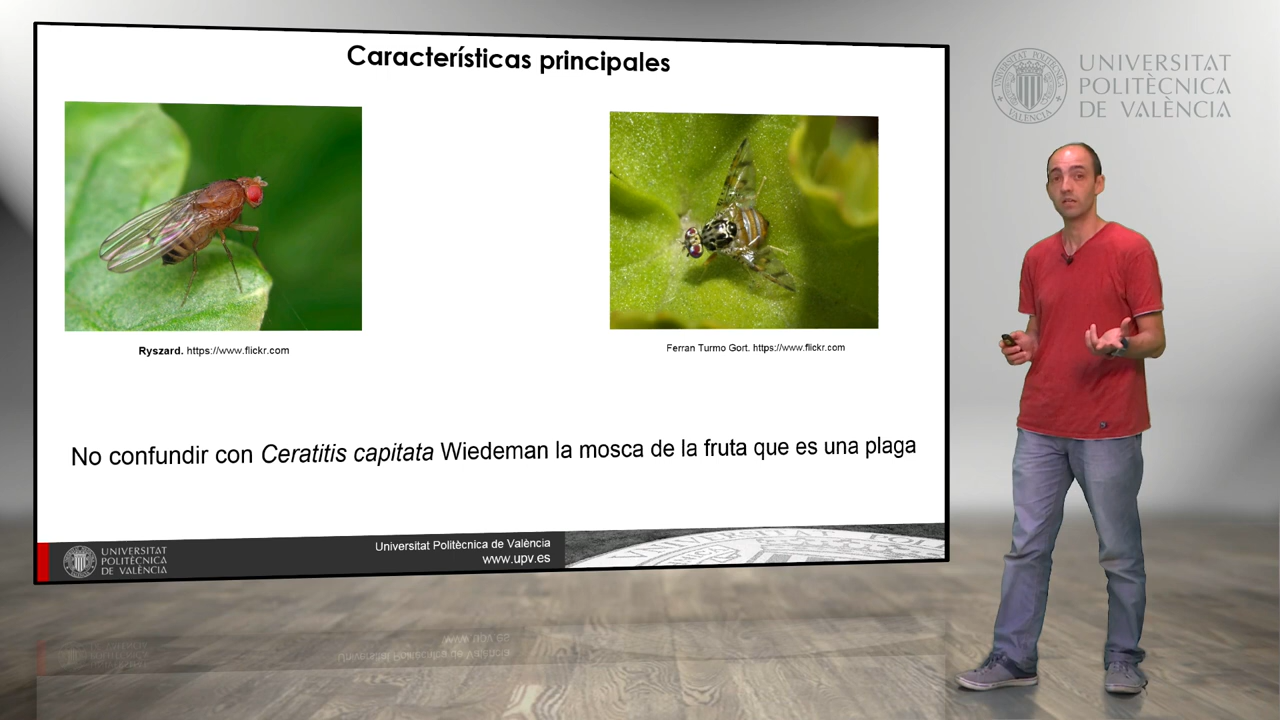 Características principales
UNIVERSITAT
POLITÈCNICA
DE VALÈNCIA
Ryszard. https://www.flickr.com
Ferran Turmo Gort. https://www.flickr.com
No confundir con Ceratitis capitata Wiedeman la mosca de la fruta que es una plaga
UNIVERSITAT
POLITÈCNICA
DE VALÈNCIA
Universitat Politècnica de València
www.upv.es